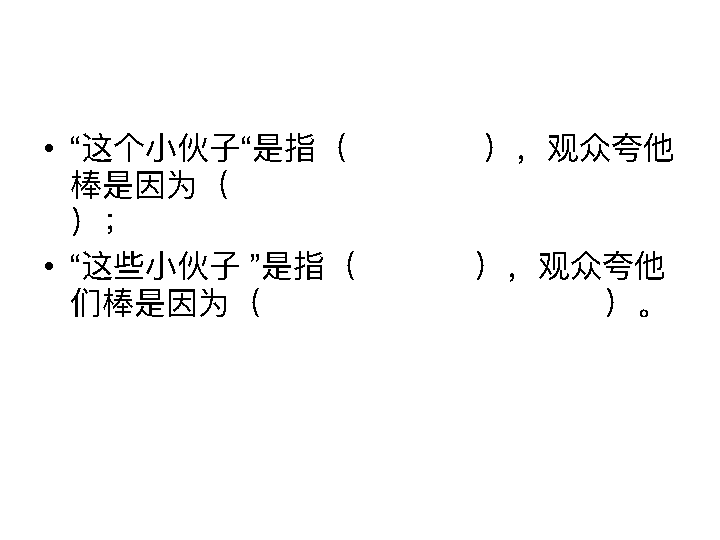 • “这个小伙子“是指（　　　　），观众夸他
棒是因为（
）；
• “这些小伙子 ”是指（　　　　），观众夸他
们棒是因为（　　　　　　　　　　　）。